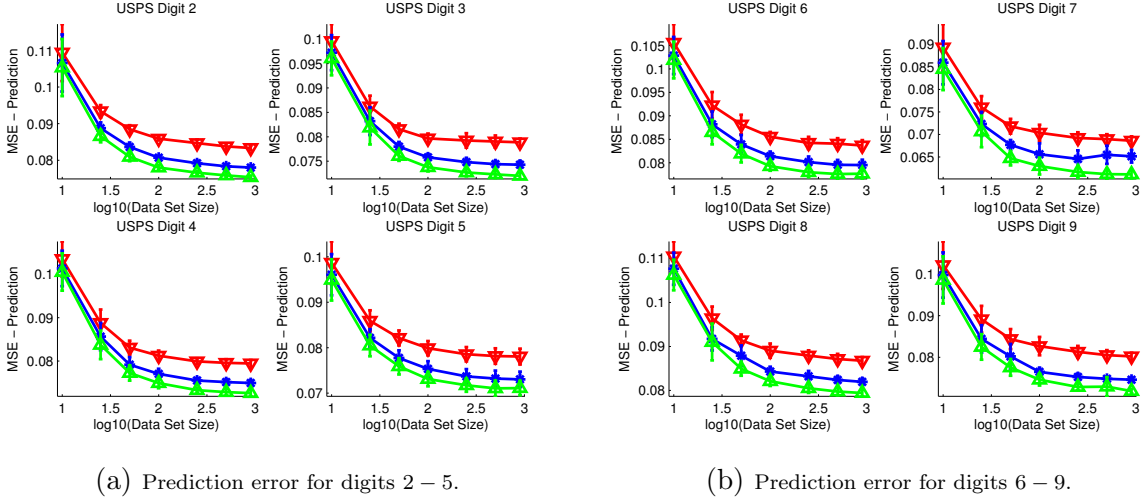 USPS Digit 2
MSE – Prediction
0.11
0.1
0.09
0.08
1
1.5
2
2.5
3
log10(Data Set Size)
USPS Digit 3
MSE – Prediction
0.1
0.095
0.09
0.085
0.08
0.075
1
1.5
2
2.5
3
log10(Data Set Size)
USPS Digit 4
MSE – Prediction
0.1
0.09
0.08
1
1.5
2
2.5
3
log10(Data Set Size)
USPS Digit 5
MSE – Prediction
0.1
0.09
0.08
0.07
1
1.5
2
2.5
3
log10(Data Set Size)
(a) Prediction error for digits 2 – 5.
USPS Digit 6
MSE – Prediction
0.105
0.1
0.095
0.09
0.085
0.08
1
1.5
2
2.5
3
log10(Data Set Size)
USPS Digit 7
MSE – Prediction
0.09
0.085
0.08
0.075
0.07
0.065
1
1.5
2
2.5
3
log10(Data Set Size)
USPS Digit 8
MSE – Prediction
0.11
0.1
0.09
0.08
1
1.5
2
2.5
3
log10(Data Set Size)
USPS Digit 9
MSE – Prediction
0.1
0.09
0.08
1
1.5
2
2.5
3
log10(Data Set Size)
(b) Prediction error for digits 6 – 9.